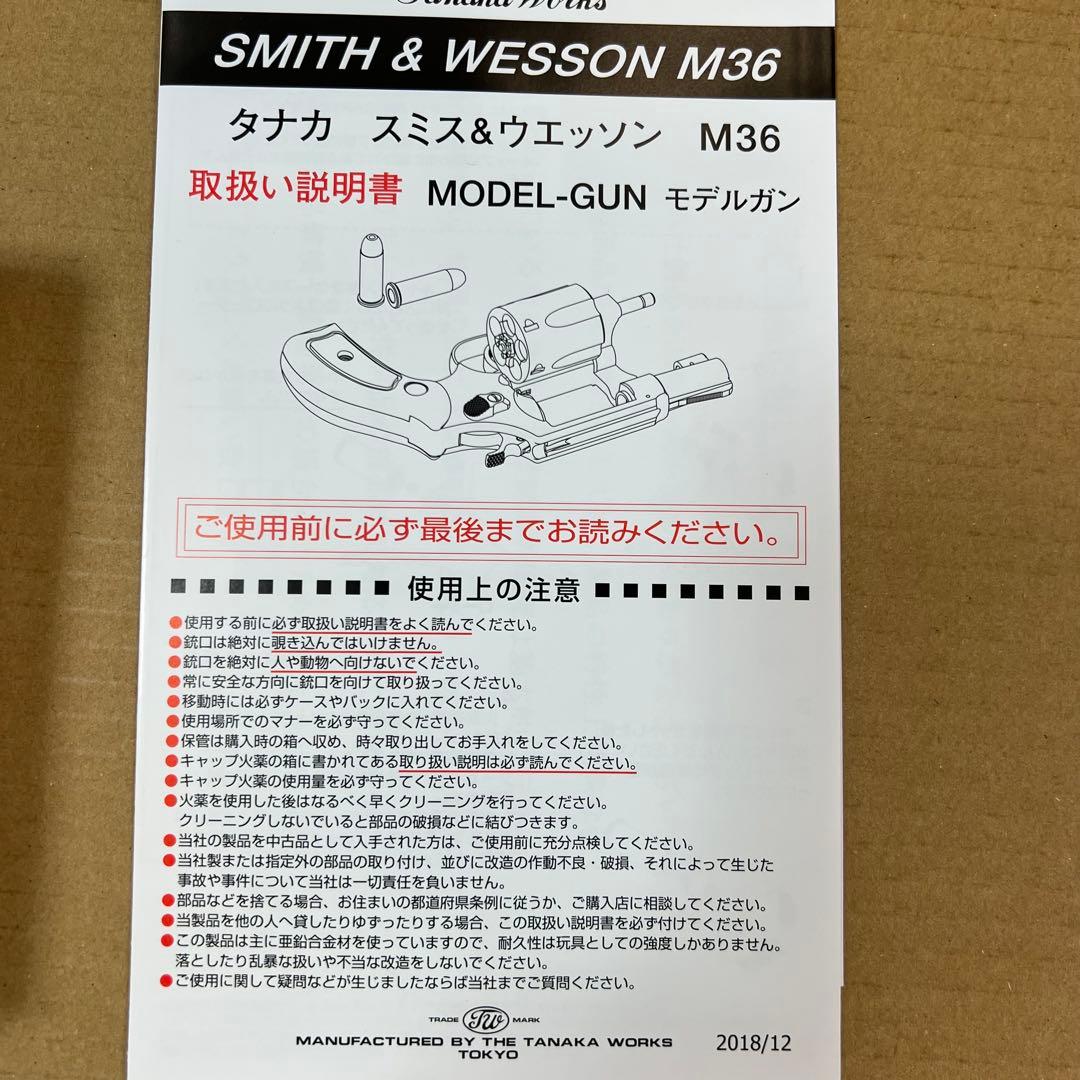 Tanaka Works
SMITH & WESSON M36
タナカ スミス&ウエッソン M36
取扱い説明書 MODEL-GUN モデルガン
ご使用前に必ず最後までお読みください。
■■■■■■■■ 使用上の注意 ■■■■■■■■
●使用する前に必ず取扱い説明書をよく読んでください。
●銃口は絶対に覗き込んではいけません。
●銃口を絶対に人や動物へ向けないでください。
●常に安全な方向に銃口を向けて取り扱ってください。
●移動時には必ずケースやバックに入れてください。
●使用場所でのマナーを必ず守ってください。
●保管は購入時の箱へ収め、時々取り出してお手入れをしてください。
●キャップ火薬の箱に書かれてある取り扱い説明は必ず読んでください。
●キャップ火薬の使用量を必ず守ってください。
●火薬を使用した後はなるべく早くクリーニングを行ってください。
クリーニングしないでいると部品の破損などに結びつきます。
●当社の製品を中古品として入手された方は、ご使用前に充分点検してください。
●当社製または指定外の部品の取り付け、並びに改造の作動不良・破損、それによって生じた
事故や事件について当社は一切責任を負いません。
●部品などを捨てる場合、お住まいの都道府県条例に従うか、ご購入店に相談してください。
●当製品を他の人へ貸したりゆずったりする場合、この取扱い説明書を必ず付けてください。
●この製品は主に亜鉛合金材を使っていますので、耐久性は玩具としての強度しかありません。
落としたり乱暴な扱いや不当な改造をしないでください。
●ご使用に関して疑問などが生じましたならば当社までご質問ください。
TRADE TW MARK
MANUFACTURED BY THE TANAKA WORKS
TOKYO
2018/12